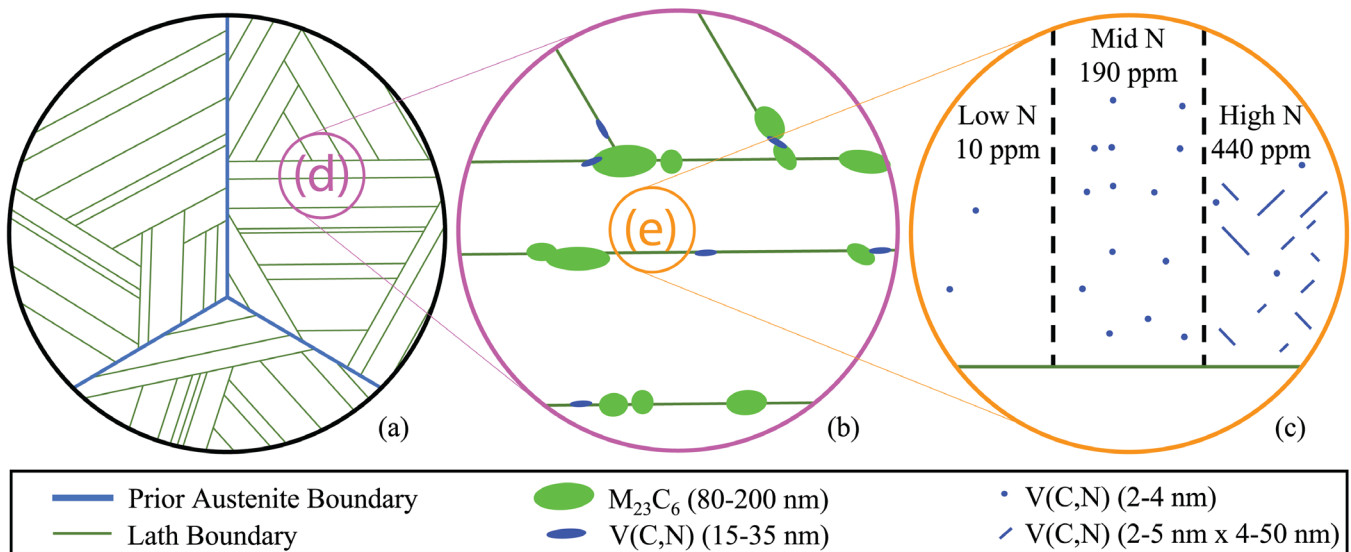 Mid N
190 ppm
Low N
10 ppm
High N
440 ppm
(d)
(e)
(a)
(b)
(c)
Prior Austenite Boundary
Lath Boundary
M₂₃C₆ (80-200 nm)
V(C,N) (15-35 nm)
V(C,N) (2-4 nm)
V(C,N) (2-5 nm x 4-50 nm)